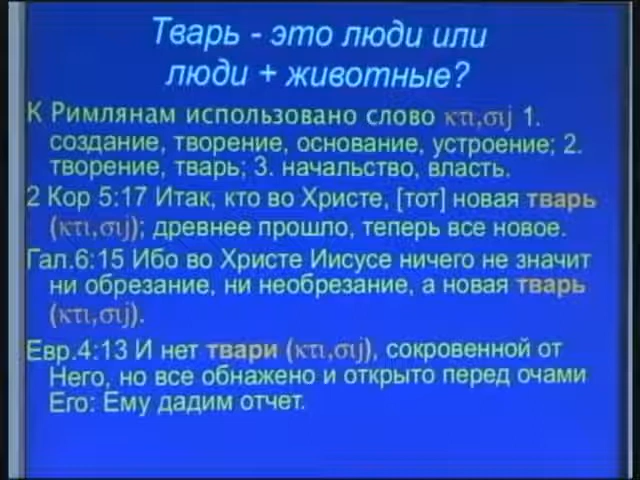 Тварь - это люди или
люди + животные?
К Римлянам использовано слово κτι,σιj 1.
создание, творение, основание, устроение; 2.
творение, тварь; 3. начальство, власть.
2 Кор 5:17 Итак, кто во Христе, [тот] новая тварь
(κτι,σιj); древнее прошло, теперь все новое.
Гал.6:15 Ибо во Христе Иисусе ничего не значит
ни обрезание, ни необрезание, а новая тварь
(κτι,σιj).
Евр.4:13 И нет твари (κτι,σιj), сокровенной от
Него, но все обнажено и открыто перед очами
Его: Ему дадим отчет.